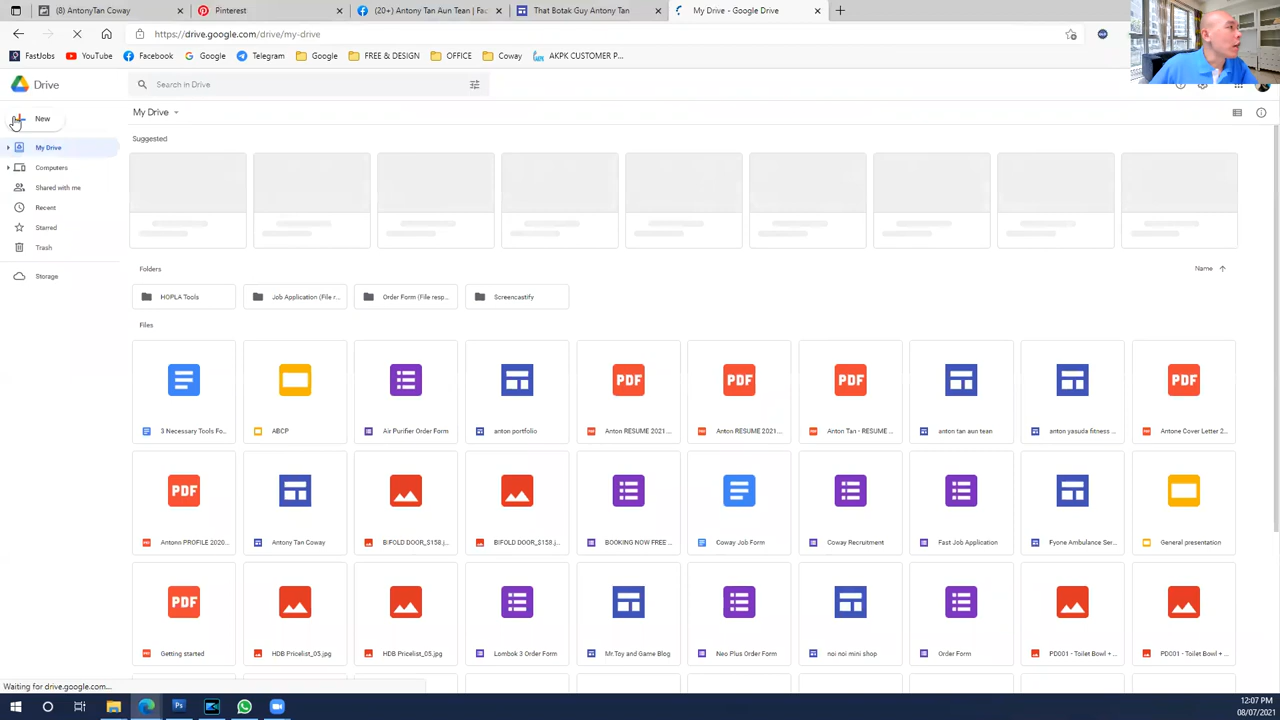 (8) AntonyTan Coway
Pinterest
(20+) Antony Tan Aun Tean | Fac
That Botak Guy Antony Tan
My Drive - Google Drive
https://drive.google.com/drive/my-drive
FastJobs
YouTube
Facebook
Google
Telegram
Google
FREE & DESIGN
OFFICE
Coway
AKPK CUSTOMER P...
Drive
Search in Drive
New
My Drive
My Drive
Computers
Shared with me
Recent
Starred
Trash
Storage
Suggested
Folders
Name
HOPLA Tools
Job Application (File r...
Order Form (File resp...
Screencastify
Files
3 Necessary Tools Fo...
ABCP
Air Purifier Order Form
anton portfolio
PDF
Anton RESUME 2021....
PDF
Anton RESUME 2021...
PDF
Anton Tan - RESUME ...
anton tan aun tean
anton yasuda fitness ...
PDF
Antone Cover Letter 2...
PDF
Antonn PROFILE 2020...
Antony Tan Coway
BIFOLD DOOR_$158.j...
BIFOLD DOOR_$158.j...
BOOKING NOW FREE ...
Coway Job Form
Coway Recruitment
Fast Job Application
Fyone Ambulance Ser...
General presentation
PDF
Getting started
HDB Pricelist_05.jpg
HDB Pricelist_05.jpg
Lombok 3 Order Form
Mr.Toy and Game Blog
Neo Plus Order Form
noi noi mini shop
Order Form
PD001 - Toilet Bowl + ...
PD001 - Toilet Bowl + ...
Waiting for drive.google.com...
Ps
12:07 PM
08/07/2021